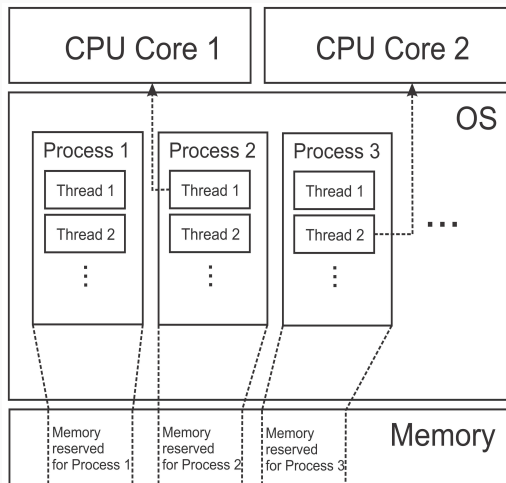 CPU Core 1
CPU Core 2
OS
Process 1
Thread 1
Thread 2
Process 2
Thread 1
Thread 2
Process 3
Thread 1
Thread 2
...
Memory
reserved
for Process 1
Memory
reserved
for Process 2
Memory
reserved
for Process 3
Memory